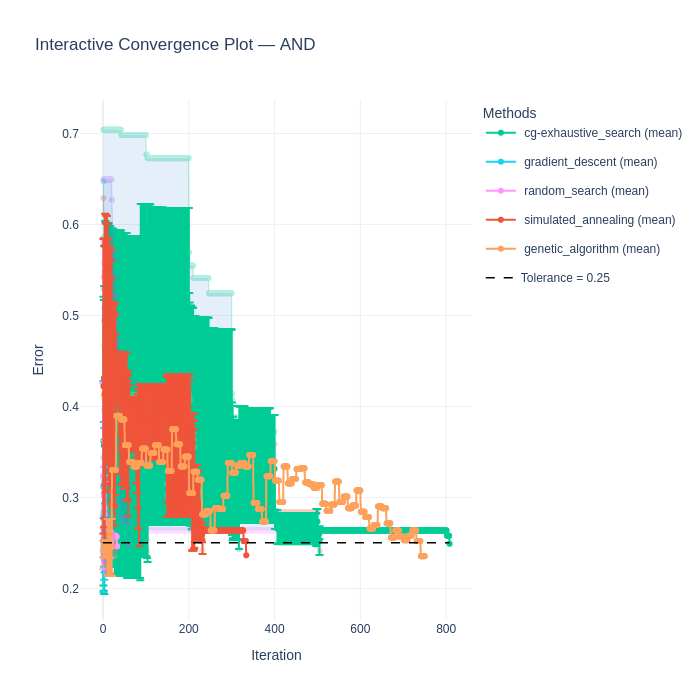 Interactive Convergence Plot — AND
Methods
cg-exhaustive_search (mean)
gradient_descent (mean)
random_search (mean)
simulated_annealing (mean)
genetic_algorithm (mean)
Tolerance = 0.25
Error
0.7
0.6
0.5
0.4
0.3
0.2
0
200
400
600
800
Iteration